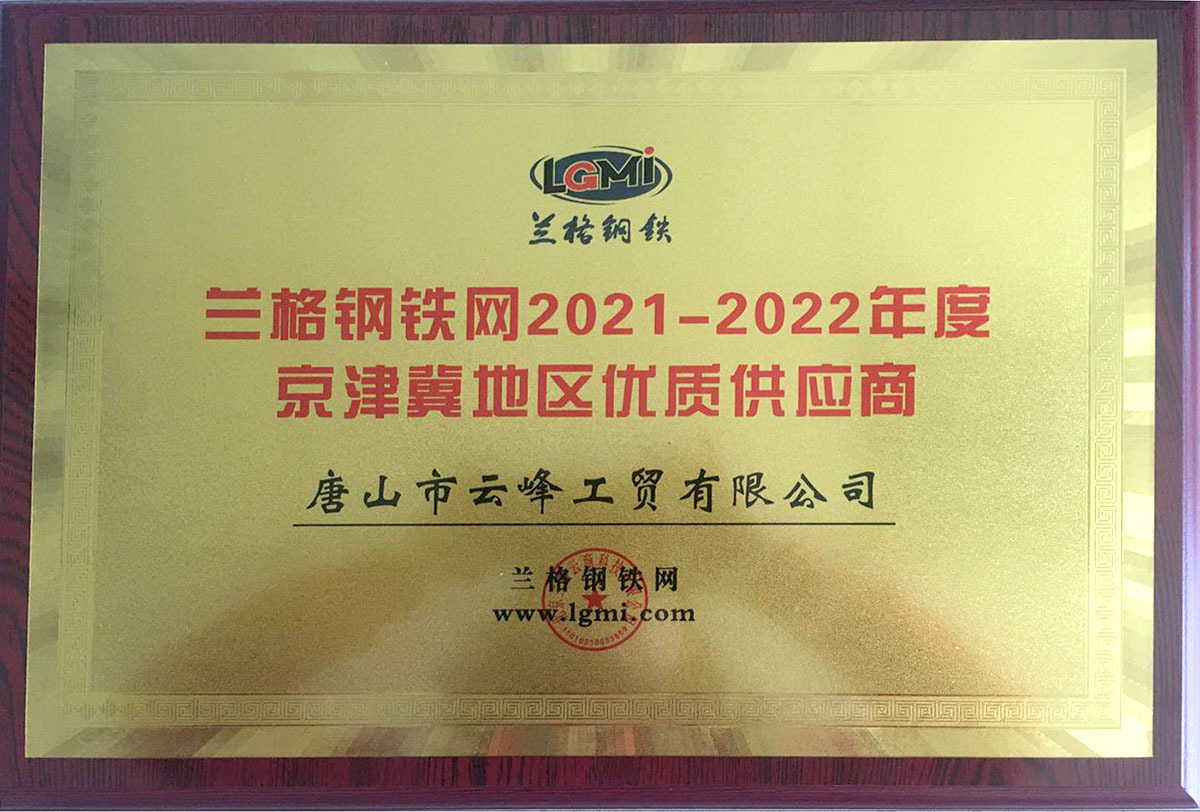 LGMi
兰格钢铁
兰格钢铁网2021-2022年度
京津冀地区优质供应商
唐山市云峰工贸有限公司
兰格钢铁网
www.lgmi.com